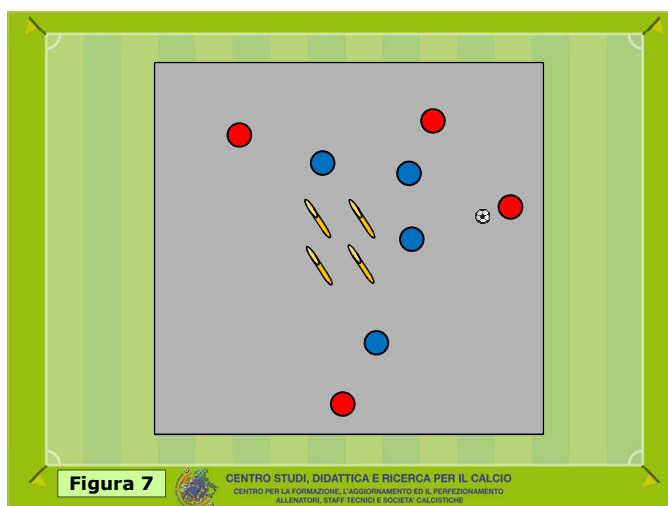 Figura 7
CENTRO STUDI, DIDATTICA E RICERCA PER IL CALCIO
CENTRO PER LA FORMAZIONE, L'AGGIORNAMENTO ED IL PERFEZIONAMENTO
ALLENATORI, STAFF TECNICI E SOCIETA' CALCISTICHE